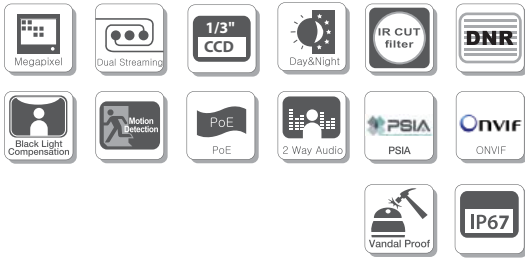 Megapixel
Dual Streaming
1/3"
CCD
Day&Night
IR CUT
filter
DNR
Black Light
Compensation
Motion
Detection
PoE
PoE
2 Way Audio
PSIA
PSIA
ONVIF
ONVIF
Vandal Proof
IP67